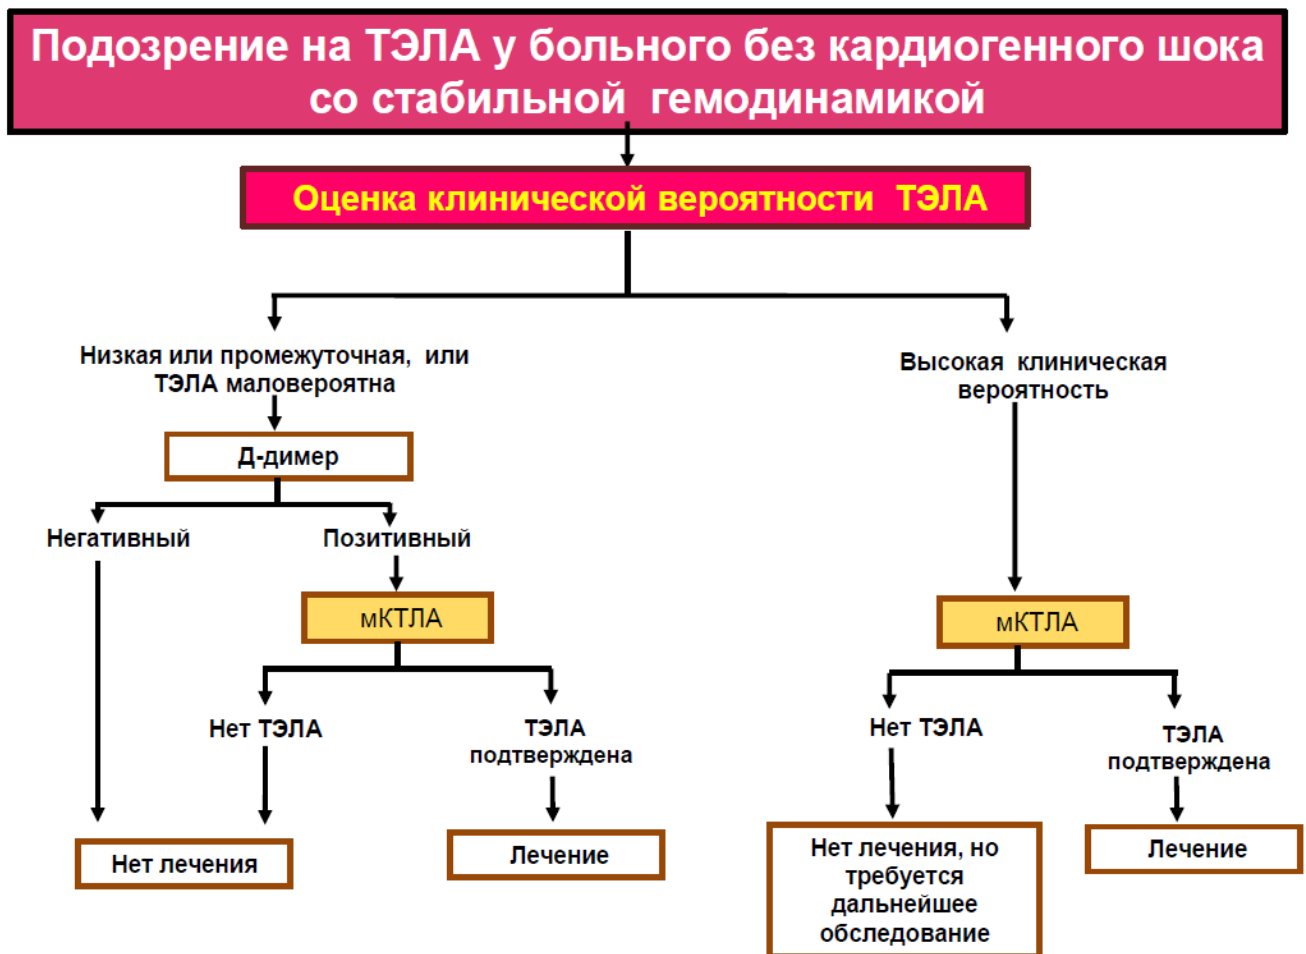 Подозрение на ТЭЛА у больного без кардиогенного шока
со стабильной гемодинамикой
Оценка клинической вероятности ТЭЛА
Низкая или промежуточная, или
ТЭЛА маловероятна
Высокая клиническая
вероятность
Д-димер
Негативный
Позитивный
мКТЛА
мКТЛА
Нет ТЭЛА
ТЭЛА
подтверждена
Нет ТЭЛА
ТЭЛА
подтверждена
Нет лечения
Лечение
Нет лечения, но
требуется
дальнейшее
обследование
Лечение